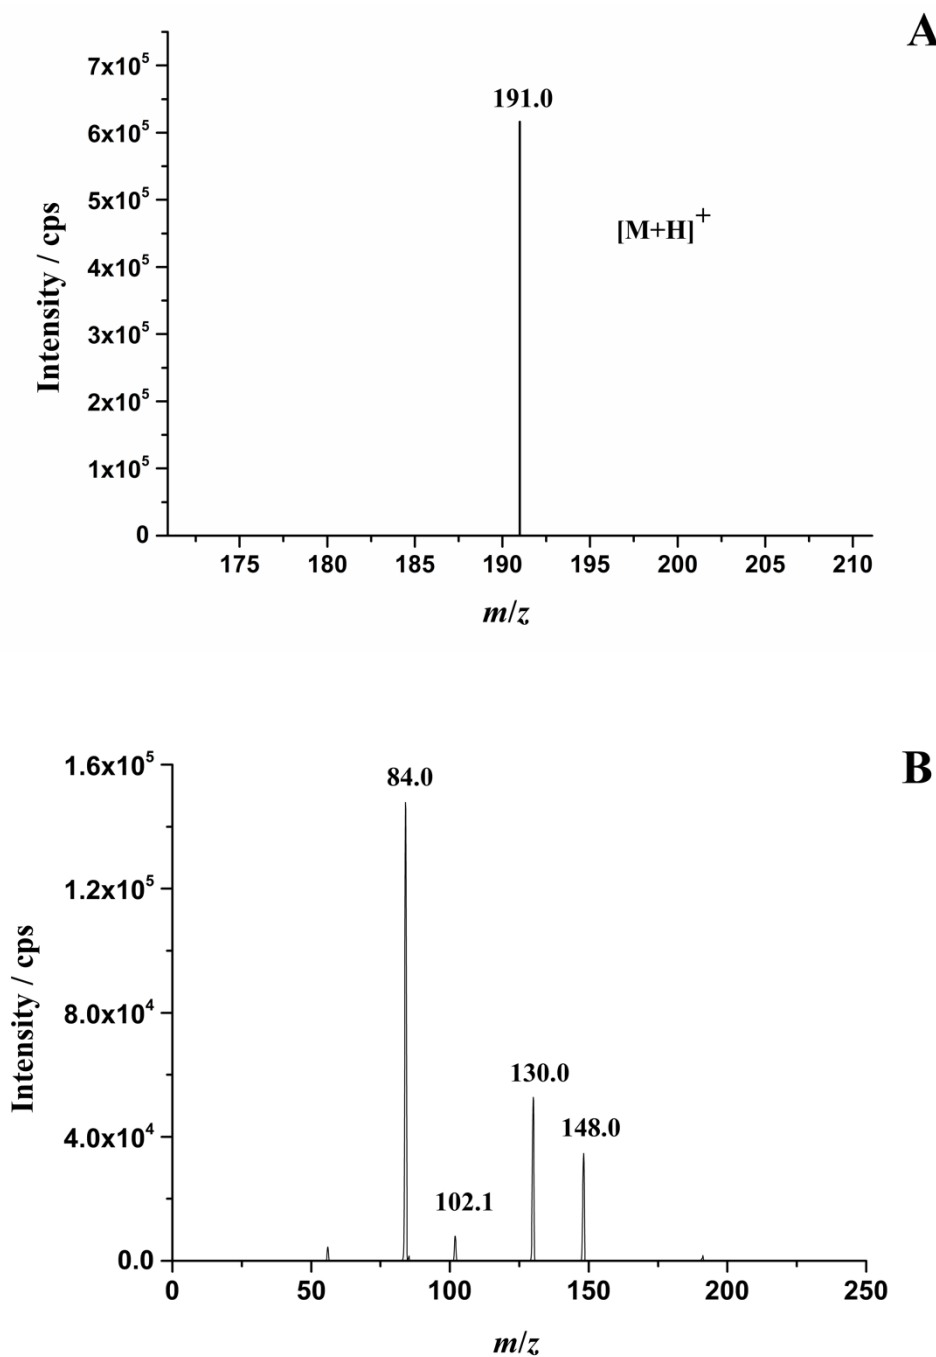 A
7x10⁵
191.0
6x10⁵
5x10⁵
[M+H]⁺
4x10⁵
3x10⁵
2x10⁵
1x10⁵
0
Intensity / cps
175 180 185 190 195 200 205 210
m/z
B
1.6x10⁵
84.0
1.2x10⁵
8.0x10⁴
130.0
148.0
4.0x10⁴
102.1
0.0
Intensity / cps
0 50 100 150 200 250
m/z